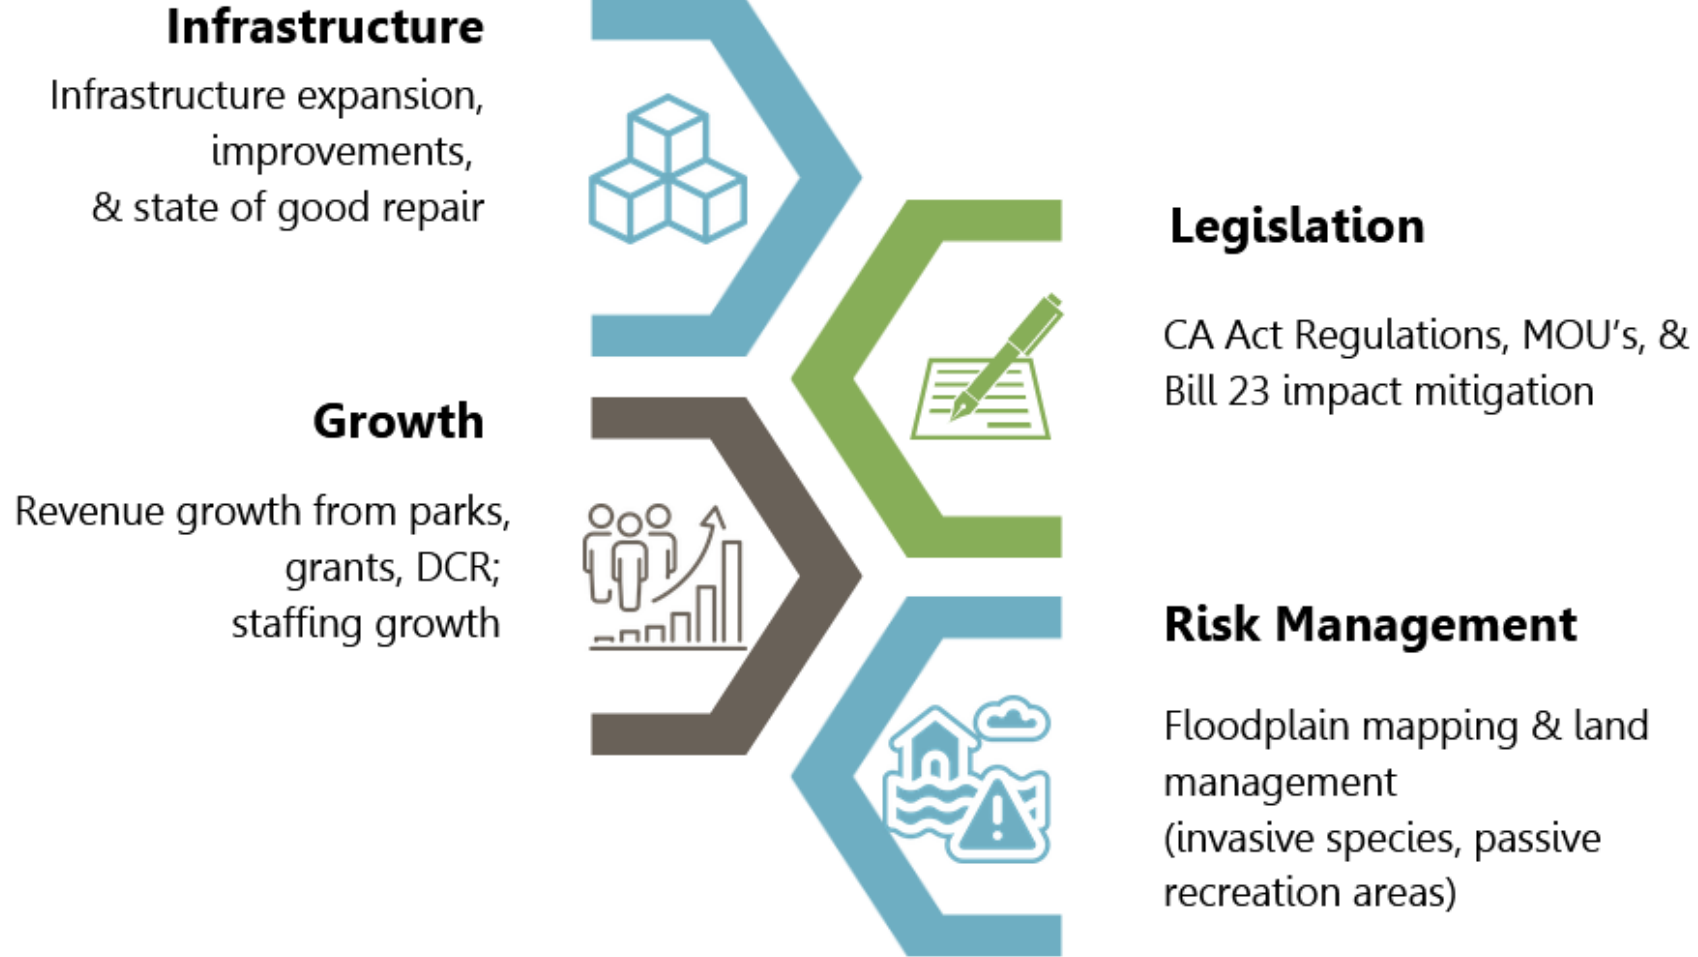 Infrastructure
Infrastructure expansion,
improvements,
& state of good repair
Legislation
CA Act Regulations, MOU's, &
Bill 23 impact mitigation
Growth
Revenue growth from parks,
grants, DCR;
staffing growth
Risk Management
Floodplain mapping & land
management
(invasive species, passive
recreation areas)